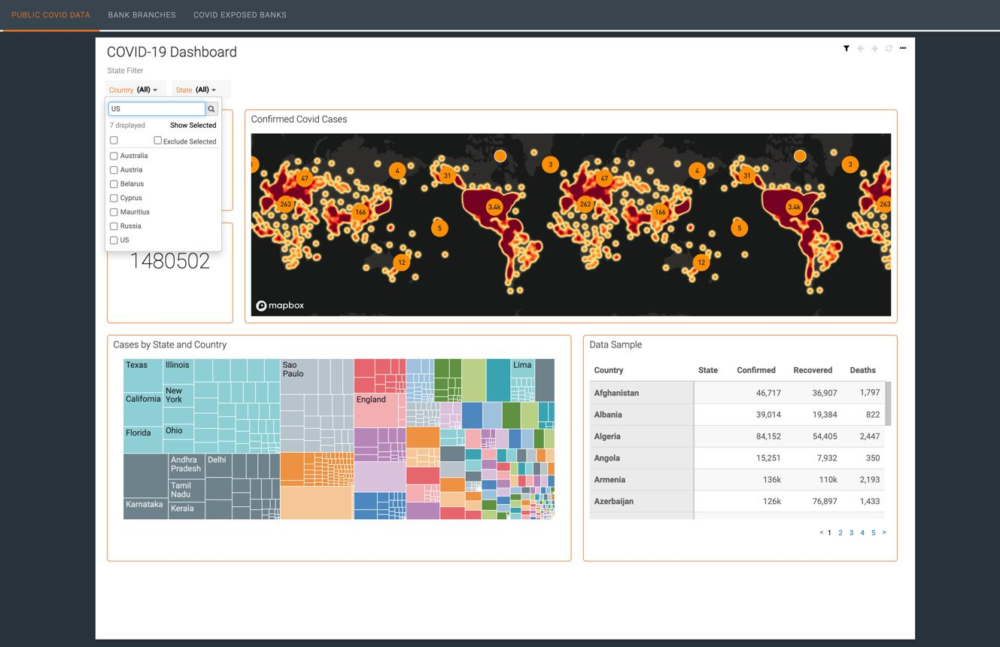 PUBLIC COVID DATA
BANK BRANCHES
COVID EXPOSED BANKS
COVID-19 Dashboard
State Filter
Country (All)
State (All)
US
7 displayed
Show Selected
Exclude Selected
Australia
Austria
Belarus
Cyprus
Mauritius
Russia
US
1480502
Confirmed Covid Cases
47
263
166
4
31
3
3.4k
5
12
47
263
166
4
31
3
3.4k
5
12
263
mapbox
Cases by State and Country
Texas
California
Florida
Illinois
New
York
Ohio
Sao
Paulo
England
Lima
Karnataka
Andhra
Pradesh
Tamil
Nadu
Kerala
Delhi
Data Sample
Country State Confirmed Recovered Deaths
Afghanistan 46,717 36,907 1,797
Albania 39,014 19,384 822
Algeria 84,152 54,405 2,447
Angola 15,251 7,932 350
Armenia 136k 110k 2,193
Azerbaijan 126k 76,897 1,433
< 1 2 3 4 5 >